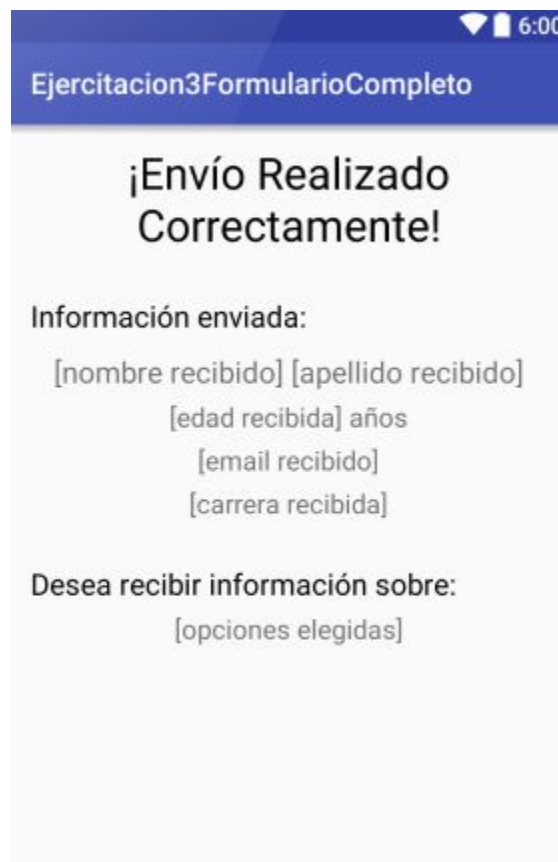 6:00
Ejercitacion3FormularioCompleto
¡Envío Realizado
Correctamente!
Información enviada:
[nombre recibido] [apellido recibido]
[edad recibida] años
[email recibido]
[carrera recibida]
Desea recibir información sobre:
[opciones elegidas]